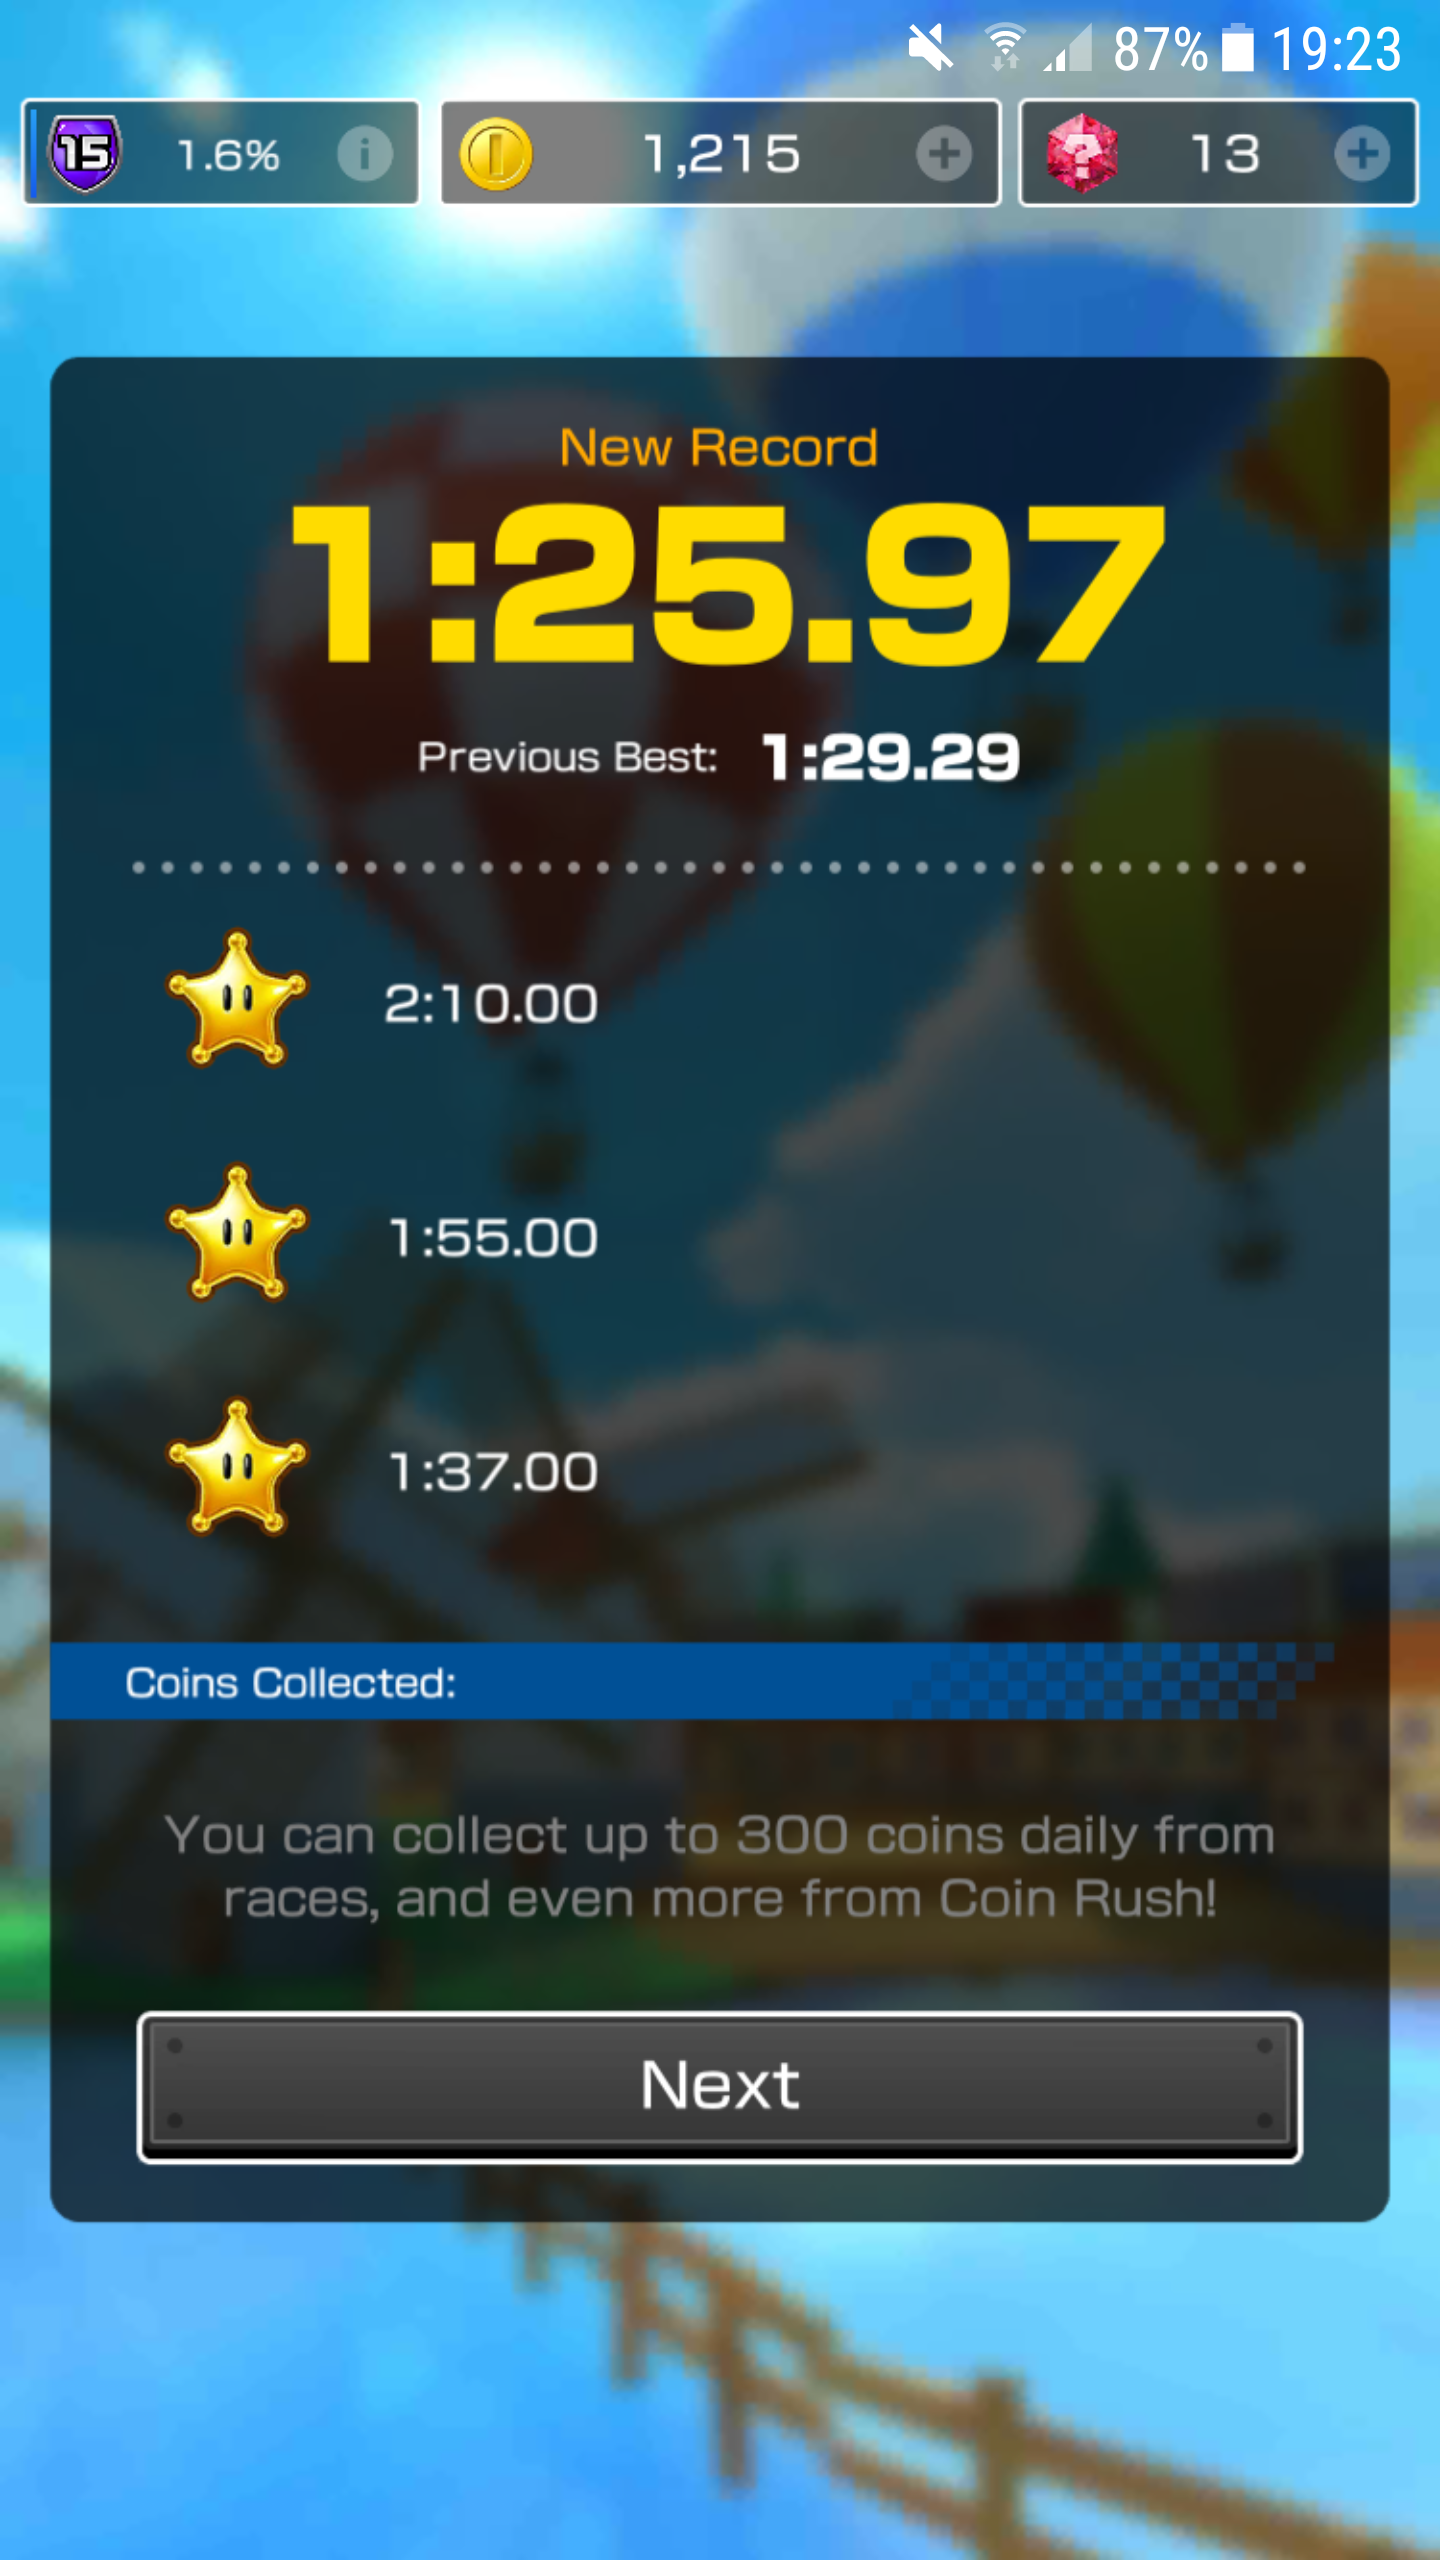 87% 19:23
15 1.6% i 1,215 + ? 13 +
New Record
1:25.97
Previous Best: 1:29.29
2:10.00
1:55.00
1:37.00
Coins Collected:
You can collect up to 300 coins daily from
races, and even more from Coin Rush!
Next